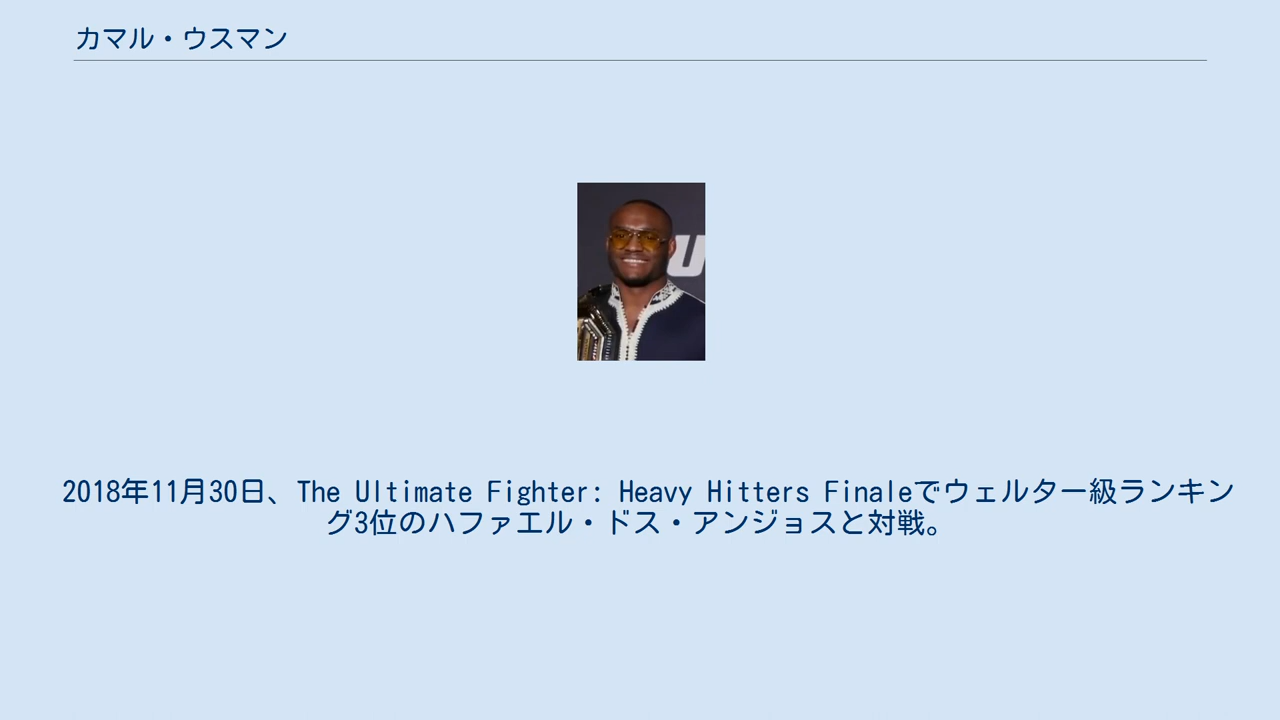 カマル・ウスマン
U
2018年11月30日、The Ultimate Fighter: Heavy Hitters Finaleでウェルター級ランキン
グ3位のハファエル・ドス・アンジョスと対戦。